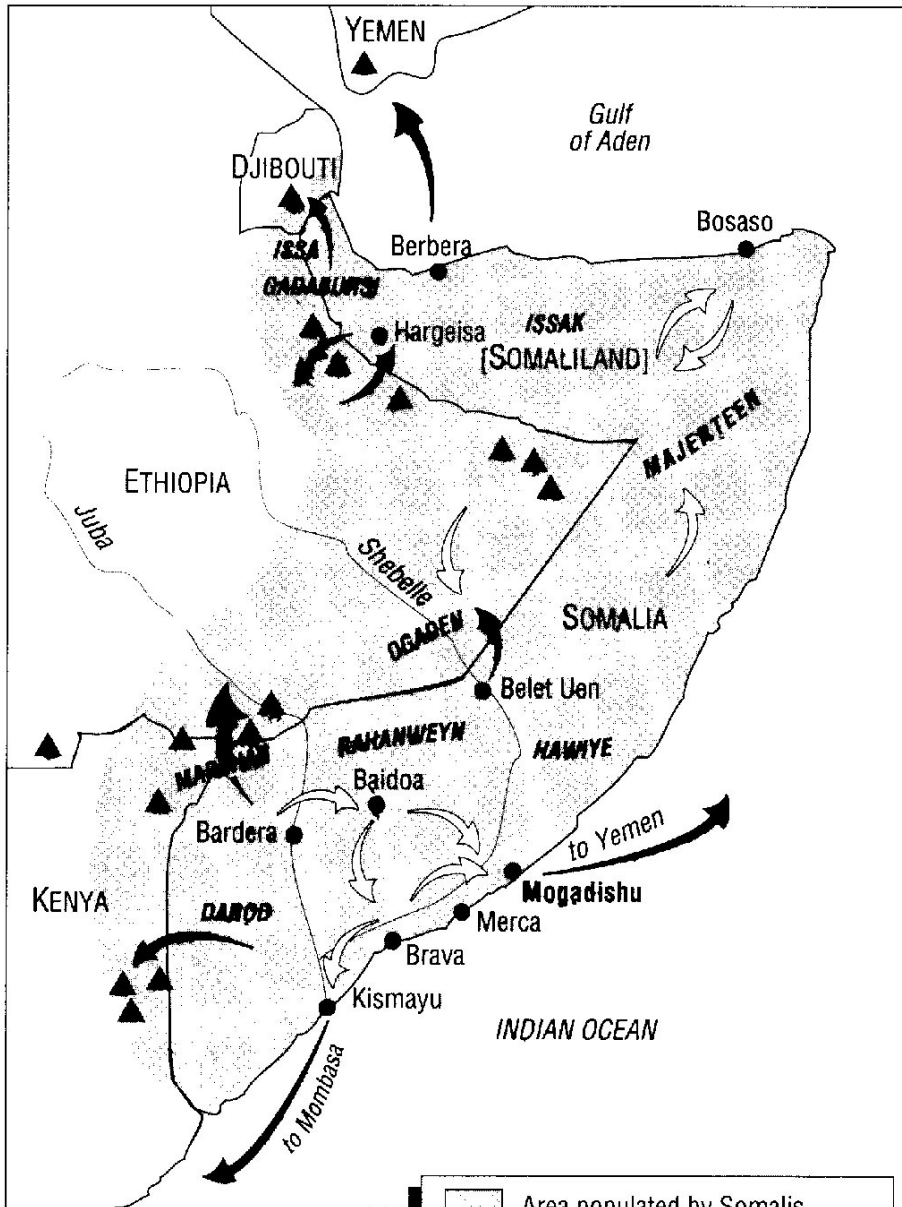 YEMEN
Gulf
of Aden
DJIBOUTI
Bosaso
Berbera
ISSA
GADABURSI
Hargeisa
ISSAK
[SOMALILAND]
MAJERTEEN
ETHIOPIA
Juba
Shebelle
OGADEN
SOMALIA
Belet Uen
RAHANWEYN
HAWIYE
MAREHAN
Baidoa
Bardera
to Yemen
KENYA
Mogadishu
DAROD
Merca
Brava
Kismayu
INDIAN OCEAN
to Mombasa
Area populated by Somalis